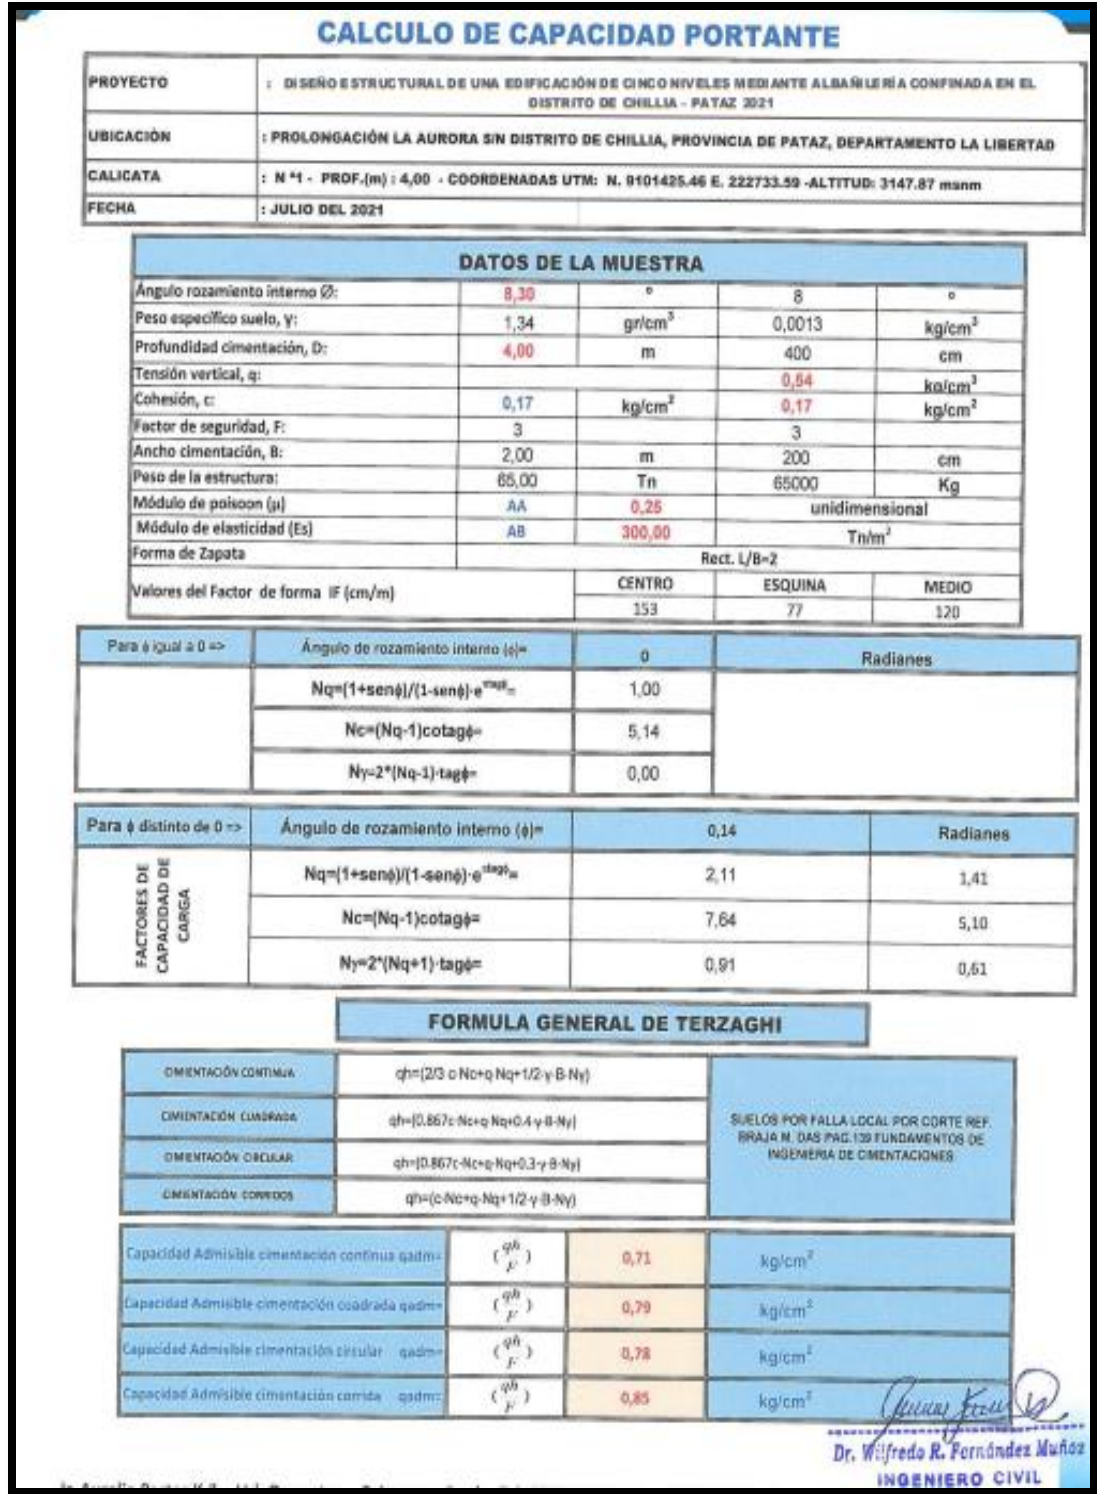 CALCULO DE CAPACIDAD PORTANTE
PROYECTO : DISEÑO ESTRUCTURAL DE UNA EDIFICACIÓN DE CINCO NIVELES MEDIANTE ALBAÑILERÍA CONFINADA EN EL
DISTRITO DE CHILLIA - PATAZ 2021
UBICACIÓN : PROLONGACIÓN LA AURORA S/N DISTRITO DE CHILLIA, PROVINCIA DE PATAZ, DEPARTAMENTO LA LIBERTAD
CALICATA : N °1 - PROF.(m) : 4,00 - COORDENADAS UTM: N. 9101425.46 E. 222733.59 -ALTITUD: 3147.87 msnm
FECHA : JULIO DEL 2021
DATOS DE LA MUESTRA
Ángulo rozamiento interno Ø: 8,30 º 8 º
Peso específico suelo, γ: 1,34 gr/cm³ 0,0013 kg/cm³
Profundidad cimentación, D: 4,00 m 400 cm
Tensión vertical, q: 0,54 kg/cm³
Cohesión, c: 0,17 kg/cm² 0,17 kg/cm²
Factor de seguridad, F: 3 3
Ancho cimentación, B: 2,00 m 200 cm
Peso de la estructura: 65,00 Tn 65000 Kg
Módulo de poisoon (μ) AA 0,25 unidimensional
Módulo de elasticidad (Es) AB 300,00 Tn/m²
Forma de Zapata Rect. L/B=2
Valores del Factor de forma IF (cm/m) CENTRO ESQUINA MEDIO
153 77 120
Para ϕ igual a 0 => Ángulo de rozamiento interno (ϕ)= 0 Radianes
Nq=(1+senϕ)/(1-senϕ)·e^πtagϕ= 1,00
Nc=(Nq-1)cotagϕ= 5,14
Nγ=2*(Nq-1)·tagϕ= 0,00
Para ϕ distinto de 0 => Ángulo de rozamiento interno (ϕ)= 0,14 Radianes
FACTORES DE CAPACIDAD DE CARGA
Nq=(1+senϕ)/(1-senϕ)·e^πtagϕ= 2,11 1,41
Nc=(Nq-1)cotagϕ= 7,64 5,10
Nγ=2*(Nq+1)·tagϕ= 0,91 0,61
FORMULA GENERAL DE TERZAGHI
CIMENTACIÓN CONTINUA qh=(2/3 c·Nc+q·Nq+1/2·γ·B·Nγ)
CIMENTACIÓN CUADRADA qh=(0.867c·Nc+q·Nq+0.4·γ·B·Nγ)
CIMENTACIÓN CIRCULAR qh=(0.867c·Nc+q·Nq+0.3·γ·B·Nγ)
CIMENTACIÓN CORRIDOS qh=(c·Nc+q·Nq+1/2·γ·B·Nγ)
SUELOS POR FALLA LOCAL POR CORTE REF.
BRAJA M. DAS PAG.139 FUNDAMENTOS DE
INGENIERIA DE CIMENTACIONES
Capacidad Admisible cimentación continua qadm= (qh/F) 0,71 kg/cm²
Capacidad Admisible cimentación cuadrada qadm= (qh/F) 0,79 kg/cm²
Capacidad Admisible cimentación circular qadm= (qh/F) 0,78 kg/cm²
Capacidad Admisible cimentación corrida qadm= (qh/F) 0,85 kg/cm²
Dr. Wilfredo R. Fernández Muñoz
INGENIERO CIVIL